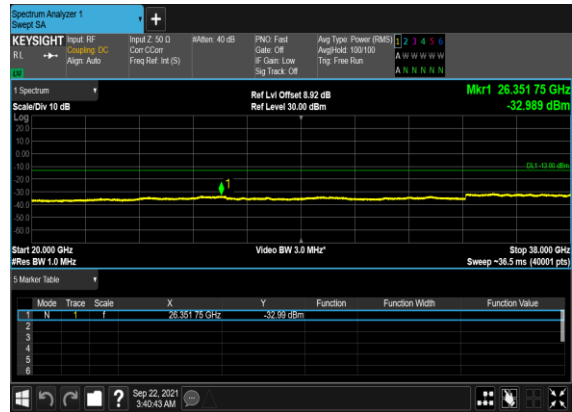 Spectrum Analyzer 1
Swept SA
+
KEYSIGHT Input: RF Input Z: 50 Ω #Atten: 40 dB PNO: Fast Avg Type: Power (RMS) 1 2 3 4 5 6
RL Coupling: DC Corr CCorr Gate: Off Avg|Hold: 100/100 A W W W W W
Align: Auto Freq Ref: Int (S) IF Gain: Low Trig: Free Run
Sig Track: Off A N N N N N
1 Spectrum Ref Lvl Offset 8.92 dB Mkr1 26.351 75 GHz
Scale/Div 10 dB Ref Level 30.00 dBm -32.989 dBm
Log
20.0
10.0
0.00
-10.0
DL1 -13.00 dBm
-20.0
1
-30.0
-40.0
-50.0
-60.0
Start 20.000 GHz Video BW 3.0 MHz* Stop 38.000 GHz
#Res BW 1.0 MHz Sweep ~36.5 ms (40001 pts)
5 Marker Table
Mode Trace Scale X Y Function Function Width Function Value
1 N 1 f 26.351 75 GHz -32.99 dBm
2
3
4
5
6
? Sep 22, 2021
3:40:43 AM